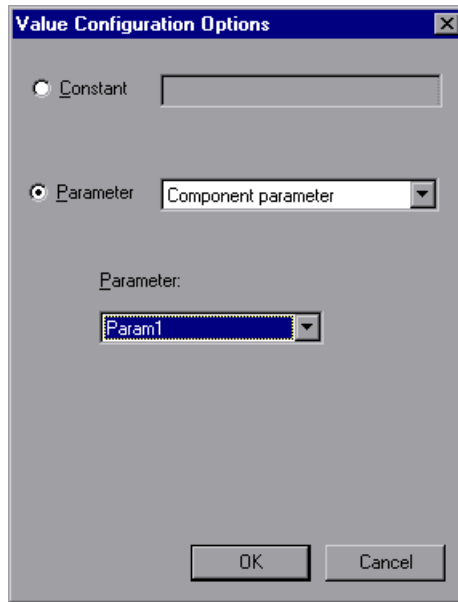 Value Configuration Options
Constant
Parameter Component parameter
Parameter:
Param1
OK Cancel